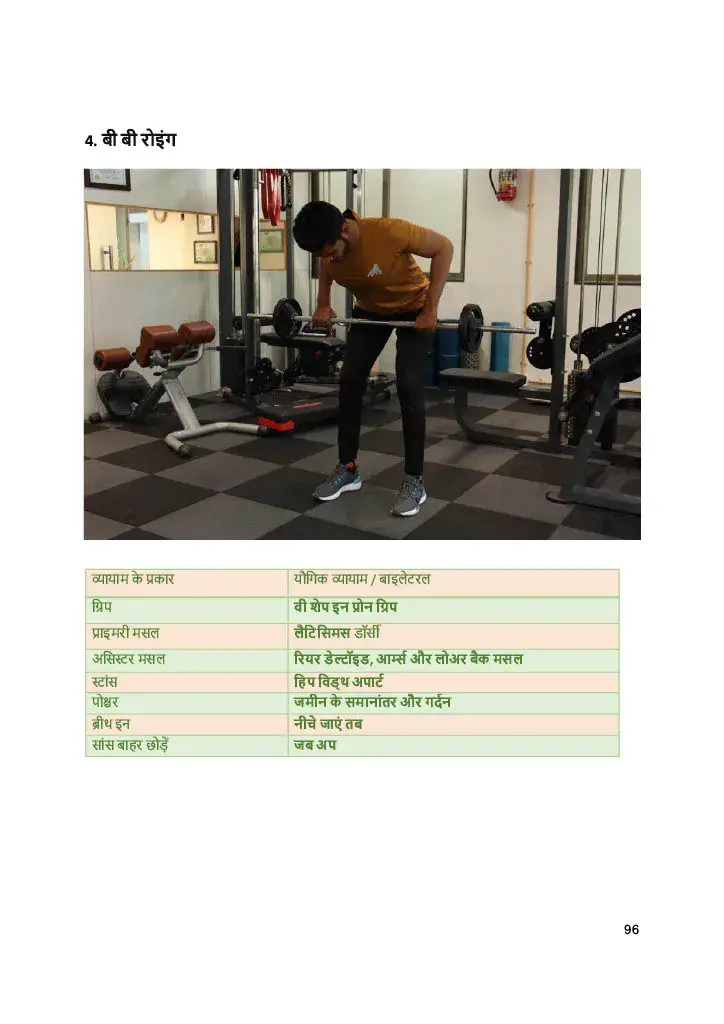 4. बी बी रोइंग
व्यायाम के प्रकार यौगिक व्यायाम / बाइलेटरल
ग्रिप वी शेप इन प्रोन ग्रिप
प्राइमरी मसल लैटिसिमस डॉर्सी
असिस्टर मसल रियर डेल्टॉइड, आर्म्स और लोअर बैक मसल
स्टांस हिप विड्थ अपार्ट
पोश्चर जमीन के समानांतर और गर्दन
ब्रीथ इन नीचे जाएं तब
सांस बाहर छोड़ें जब अप
96